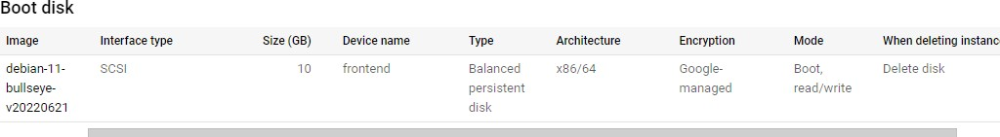 Boot disk
Image Interface type Size (GB) Device name Type Architecture Encryption Mode When deleting instanc
debian-11- SCSI 10 frontend Balanced x86/64 Google- Boot, Delete disk
bullseye- persistent managed read/write
v20220621 disk